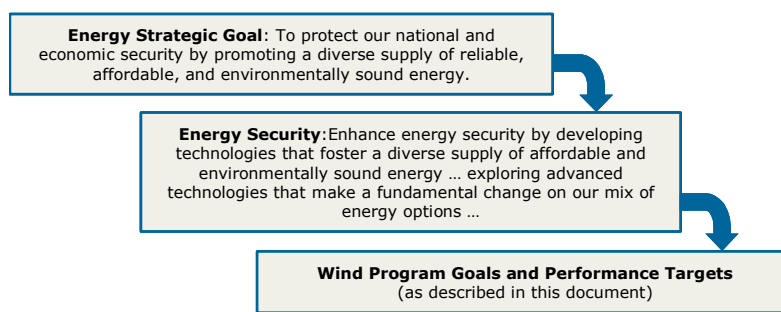 Energy Strategic Goal: To protect our national and
economic security by promoting a diverse supply of reliable,
affordable, and environmentally sound energy.
Energy Security:Enhance energy security by developing
technologies that foster a diverse supply of affordable and
environmentally sound energy … exploring advanced
technologies that make a fundamental change on our mix of
energy options …
Wind Program Goals and Performance Targets
(as described in this document)